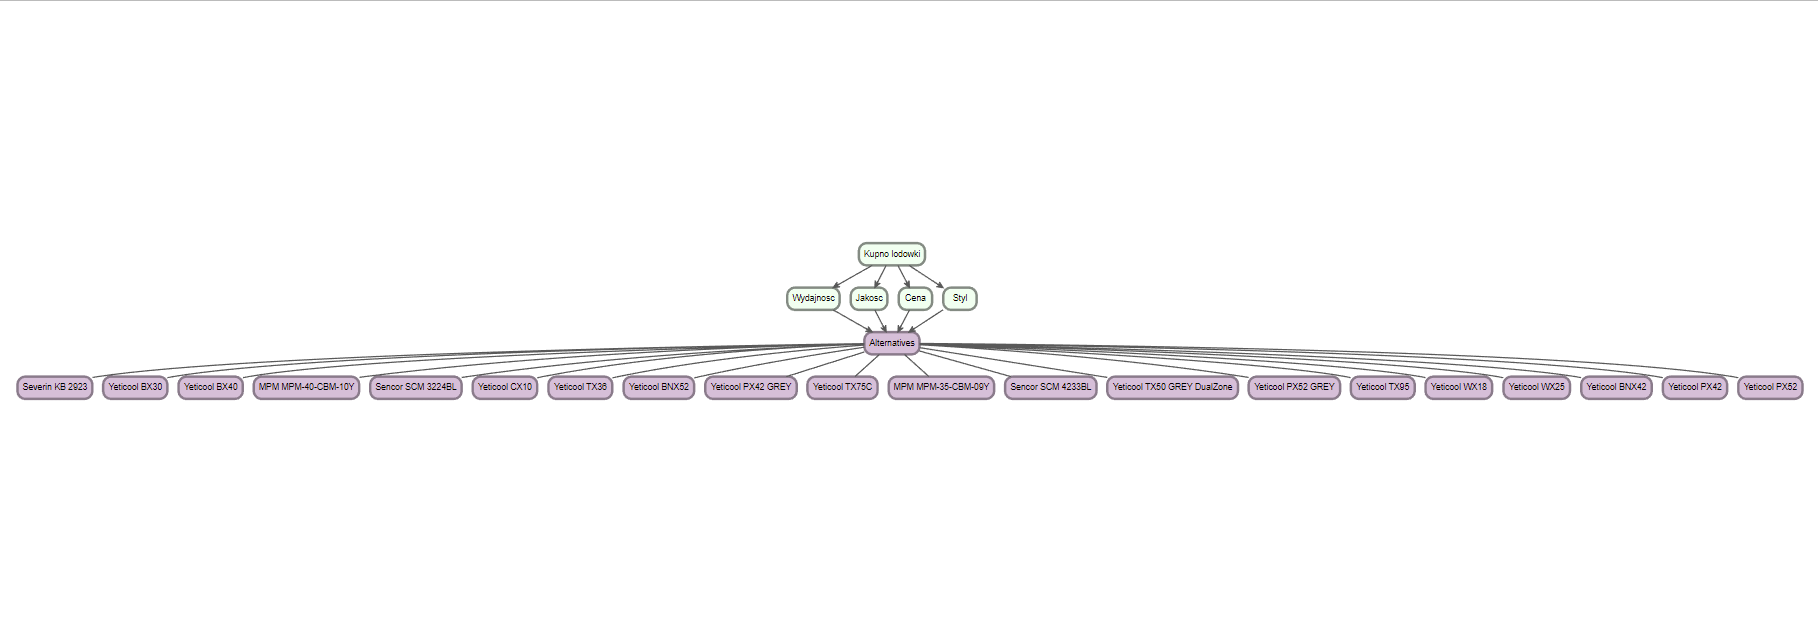 Kupno lodowki
Wydajnosc
Jakosc
Cena
Styl
Alternatives
Severin KB 2923
Yeticool BX30
Yeticool BX40
MPM MPM-40-CBM-10Y
Sencor SCM 3224BL
Yeticool CX10
Yeticool TX36
Yeticool BNX52
Yeticool PX42 GREY
Yeticool TX75C
MPM MPM-35-CBM-09Y
Sencor SCM 4233BL
Yeticool TX50 GREY DualZone
Yeticool PX52 GREY
Yeticool TX95
Yeticool WX18
Yeticool WX25
Yeticool BNX42
Yeticool PX42
Yeticool PX52